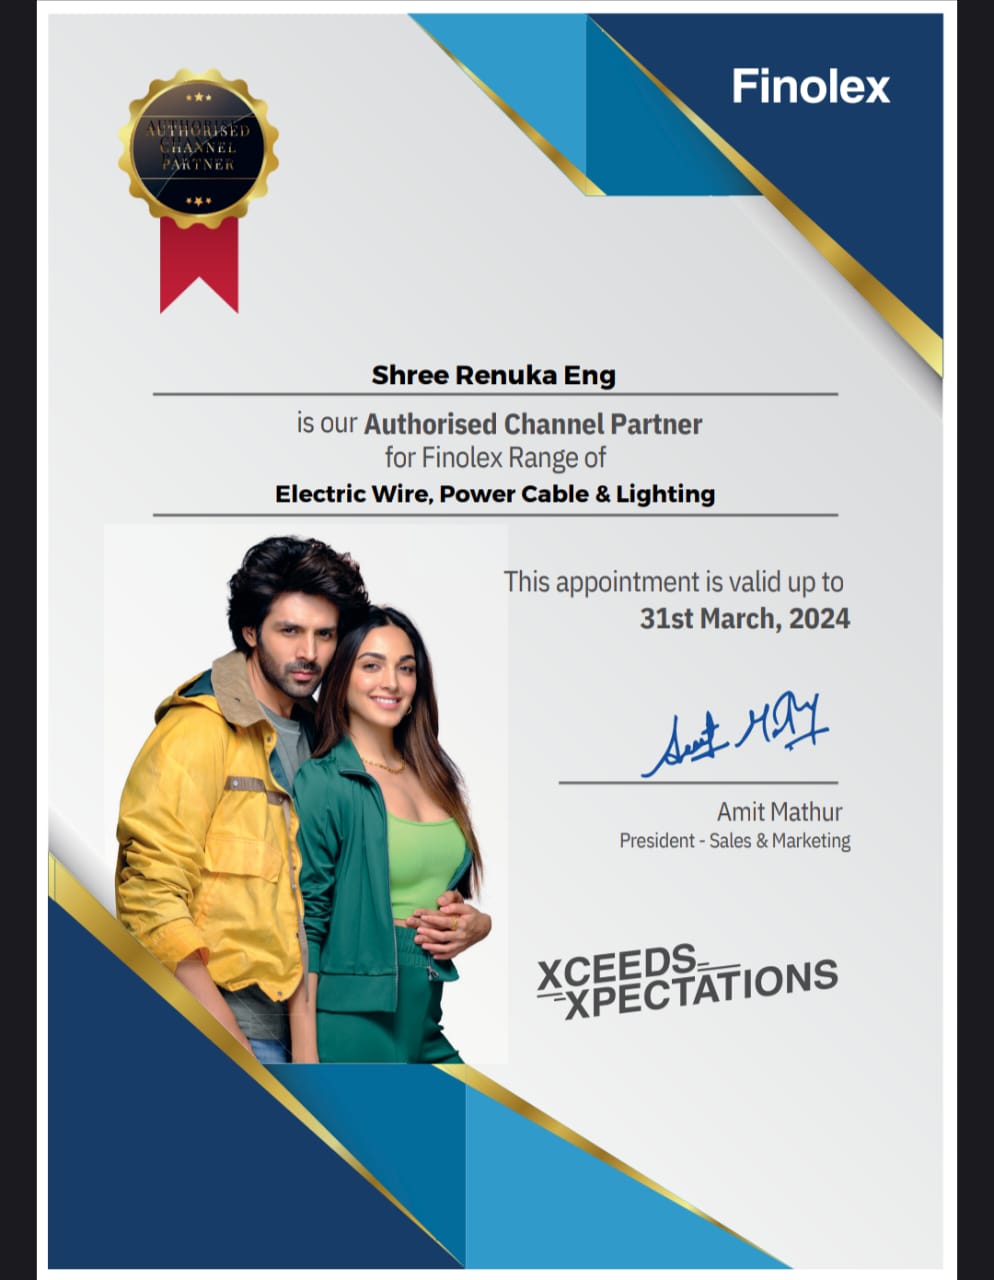 Finolex
AUTHORISED
CHANNEL
PARTNER
Shree Renuka Eng
is our Authorised Channel Partner
for Finolex Range of
Electric Wire, Power Cable & Lighting
This appointment is valid up to
31st March, 2024
Amit Mathur
President - Sales & Marketing
XCEEDS
XPECTATIONS